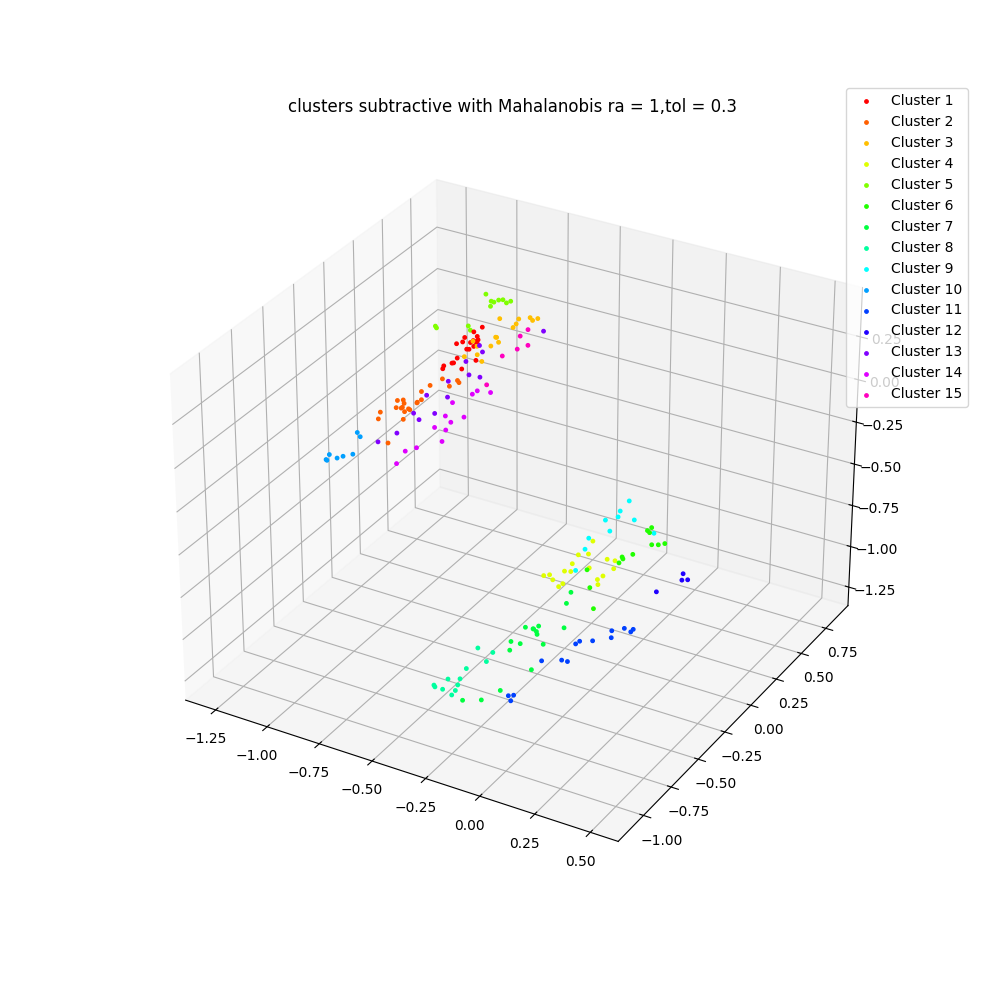 clusters subtractive with Mahalanobis ra = 1,tol = 0.3
Cluster 1
Cluster 2
Cluster 3
Cluster 4
Cluster 5
Cluster 6
Cluster 7
Cluster 8
Cluster 9
Cluster 10
Cluster 11
Cluster 12
Cluster 13
Cluster 14
Cluster 15
0.25
0.00
−0.25
−0.50
−0.75
−1.00
−1.25
0.75
0.50
0.25
0.00
−0.25
−0.50
−0.75
−1.00
−1.25
−1.00
−0.75
−0.50
−0.25
0.00
0.25
0.50